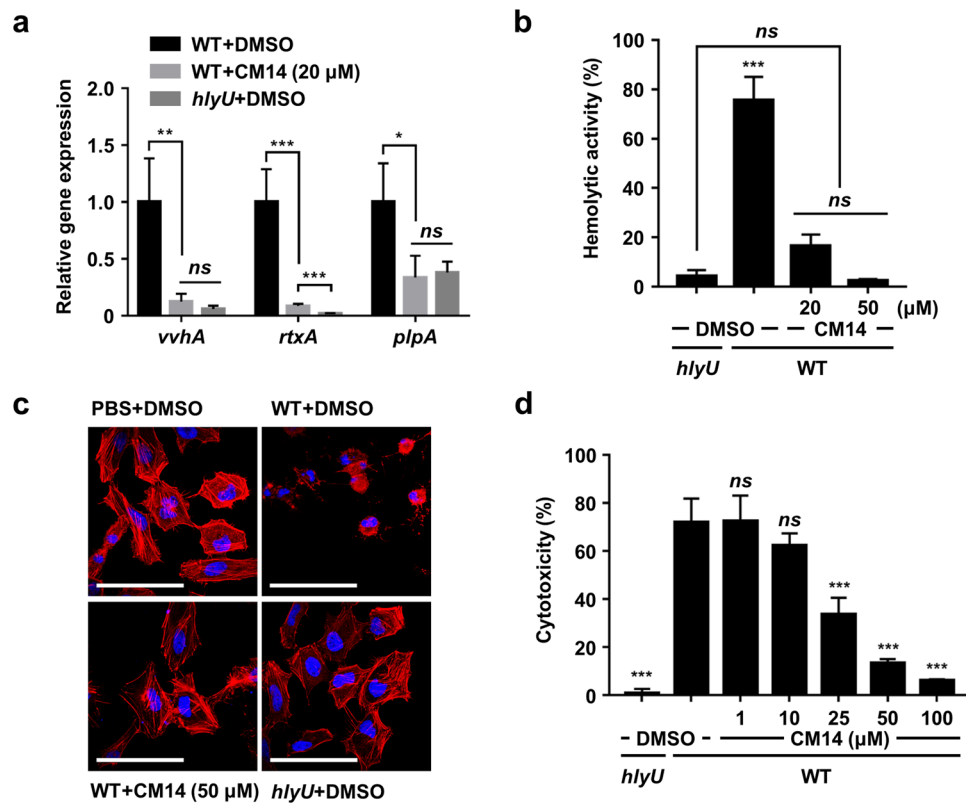 a
WT+DMSO
WT+CM14 (20 µM)
hlyU+DMSO
Relative gene expression
2.0
1.5
1.0
0.5
0
**
ns
***
***
*
ns
vvhA
rtxA
plpA
b
Hemolytic activity (%)
100
80
60
40
20
0
ns
***
ns
20 50 (µM)
DMSO CM14
hlyU WT
c
PBS+DMSO WT+DMSO
WT+CM14 (50 µM) hlyU+DMSO
d
Cytotoxicity (%)
100
80
60
40
20
0
***
ns
ns
***
***
***
1 10 25 50 100
DMSO CM14 (µM)
hlyU WT